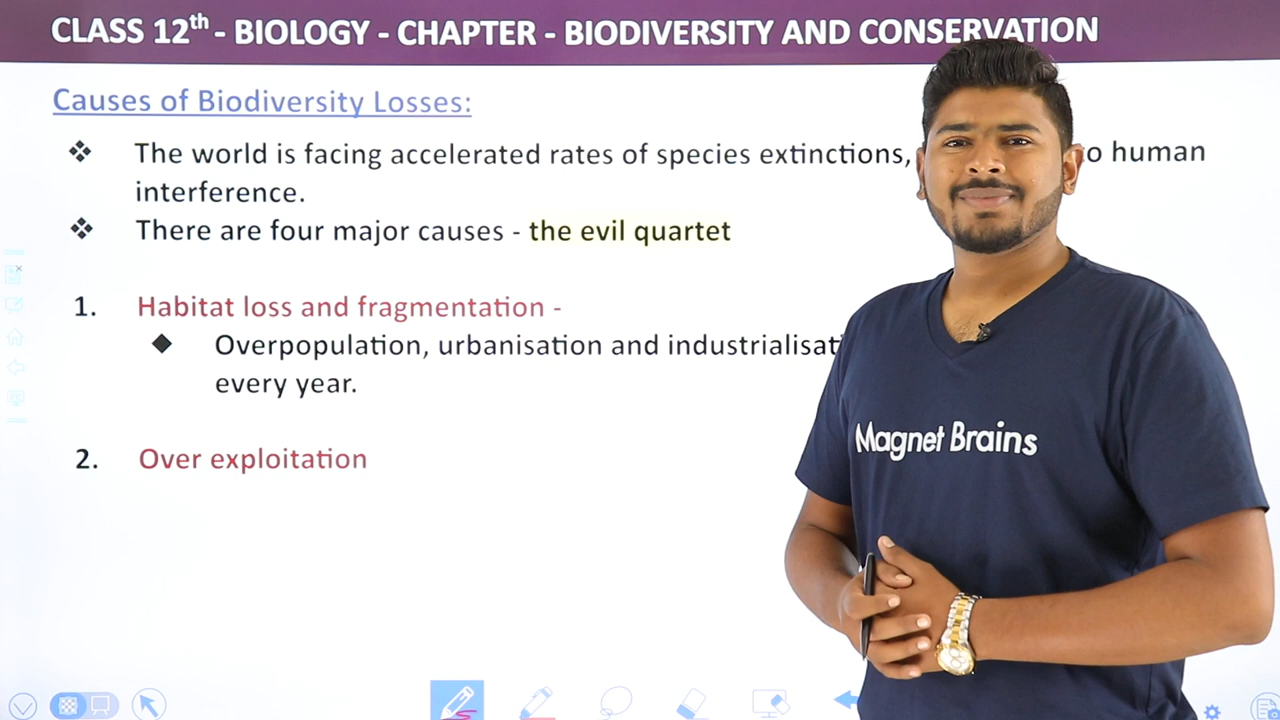 CLASS 12th - BIOLOGY - CHAPTER - BIODIVERSITY AND CONSERVATION
Causes of Biodiversity Losses:
The world is facing accelerated rates of species extinctions, o human
interference.
There are four major causes - the evil quartet
1. Habitat loss and fragmentation -
Overpopulation, urbanisation and industrialisati
every year.
2. Over exploitation
Magnet Brains